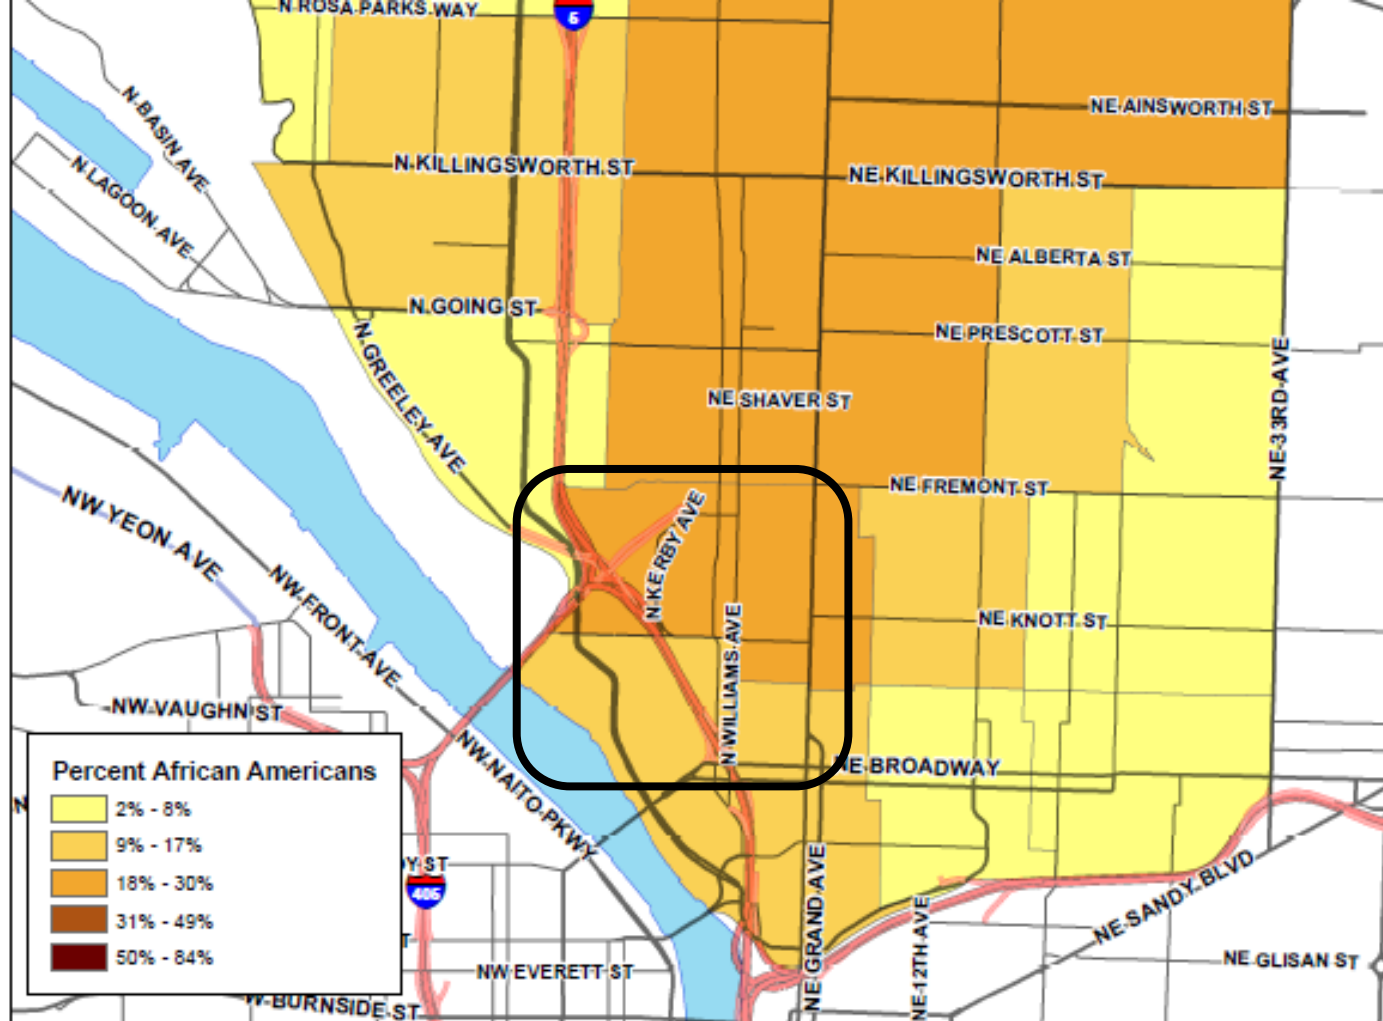 N ROSA PARKS WAY
5
N BASIN AVE
NE AINSWORTH ST
N LAGOON AVE
N KILLINGSWORTH ST
NE KILLINGSWORTH ST
NE ALBERTA ST
N GOING ST
NE PRESCOTT ST
N GREELEY AVE
NE 33RD AVE
NE SHAVER ST
NE FREMONT ST
NW YEON AVE
N KERBY AVE
NW FRONT AVE
NE KNOTT ST
N WILLIAMS AVE
NW VAUGHN ST
NW NAITO PKWY
NE BROADWAY
Percent African Americans
2% - 8%
9% - 17%
18% - 30%
31% - 49%
50% - 84%
N
Y ST
405
T
NE GRAND AVE
NE 12TH AVE
NE SANDY BLVD
NE GLISAN ST
NW EVERETT ST
W BURNSIDE ST